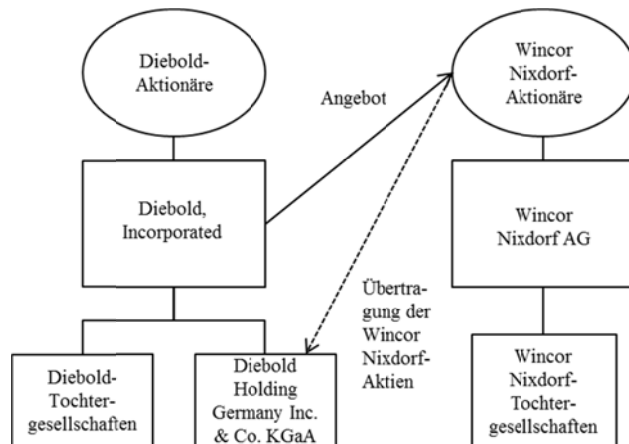 Diebold-
Aktionäre
Wincor
Nixdorf-
Aktionäre
Angebot
Diebold,
Incorporated
Wincor
Nixdorf AG
Übertra-
gung der
Wincor
Nixdorf-
Aktien
Diebold-
Tochter-
gesellschaften
Diebold
Holding
Germany Inc.
& Co. KGaA
Wincor
Nixdorf-
Tochter-
gesellschaften